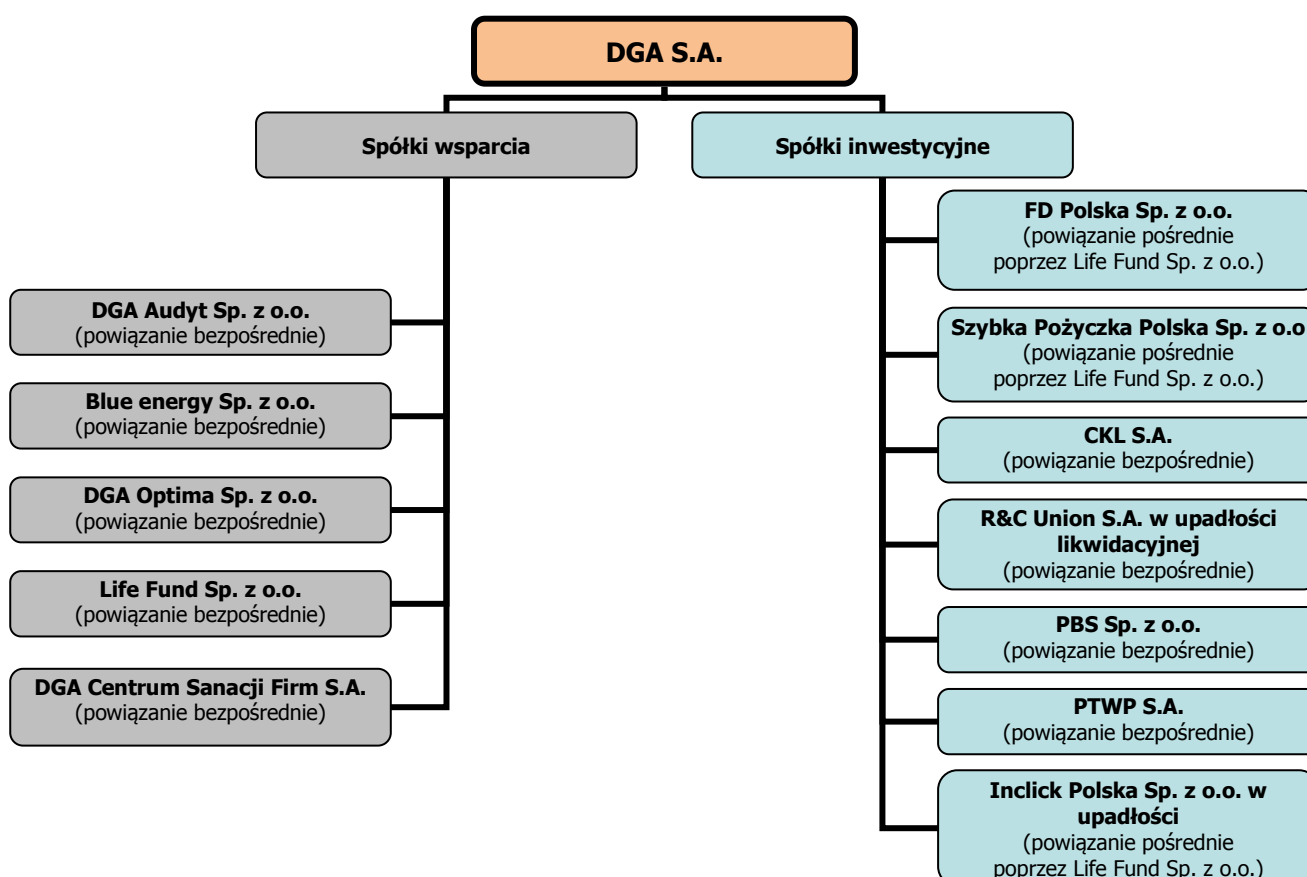 DGA S.A.
Spółki wsparcia
Spółki inwestycyjne
DGA Audyt Sp. z o.o.
(powiązanie bezpośrednie)
Blue energy Sp. z o.o.
(powiązanie bezpośrednie)
DGA Optima Sp. z o.o.
(powiązanie bezpośrednie)
Life Fund Sp. z o.o.
(powiązanie bezpośrednie)
DGA Centrum Sanacji Firm S.A.
(powiązanie bezpośrednie)
FD Polska Sp. z o.o.
(powiązanie pośrednie
poprzez Life Fund Sp. z o.o.)
Szybka Pożyczka Polska Sp. z o.o
(powiązanie pośrednie
poprzez Life Fund Sp. z o.o.)
CKL S.A.
(powiązanie bezpośrednie)
R&C Union S.A. w upadłości
likwidacyjnej
(powiązanie bezpośrednie)
PBS Sp. z o.o.
(powiązanie bezpośrednie)
PTWP S.A.
(powiązanie bezpośrednie)
Inclick Polska Sp. z o.o. w
upadłości
(powiązanie pośrednie
poprzez Life Fund Sp. z o.o.)